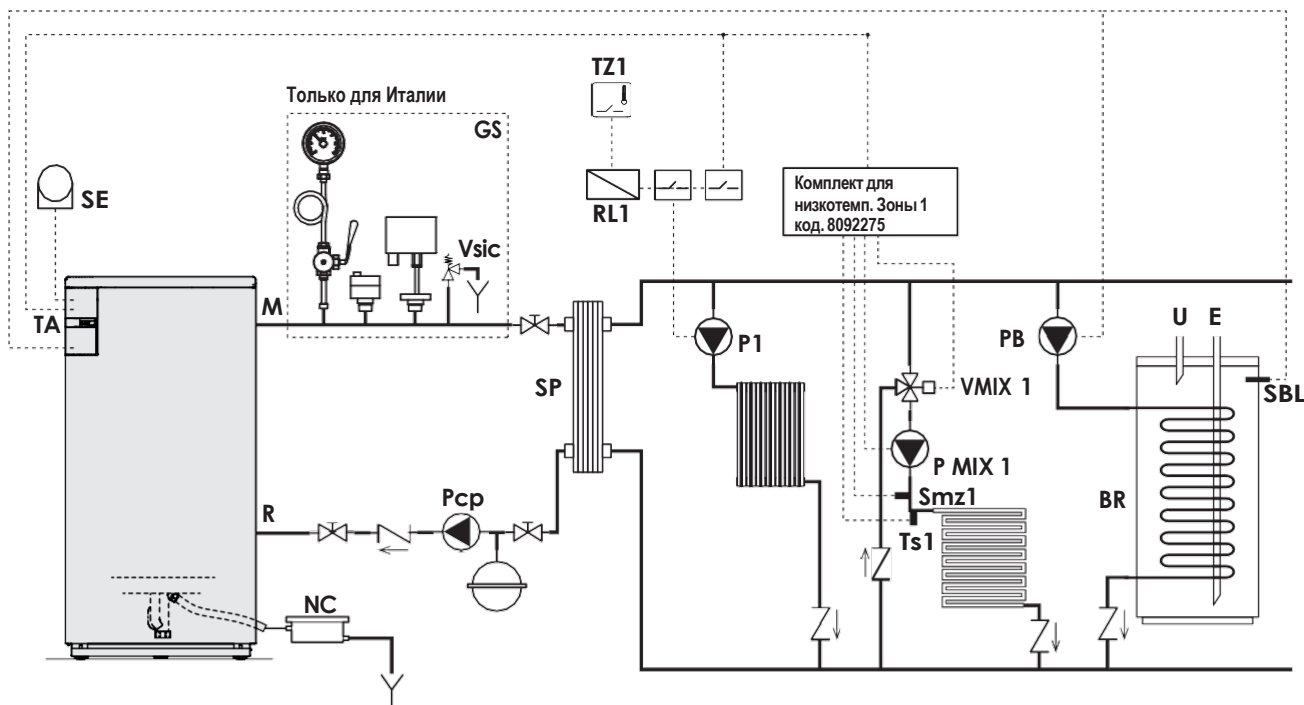 TZ1
Только для Италии
GS
SE
RL1
Комплект для
низкотемп. Зоны 1
код. 8092275
Vsic
M
TA
P1
PB
U
E
SP
VMIX 1
SBL
P MIX 1
Smz1
BR
Pcp
R
Ts1
NC